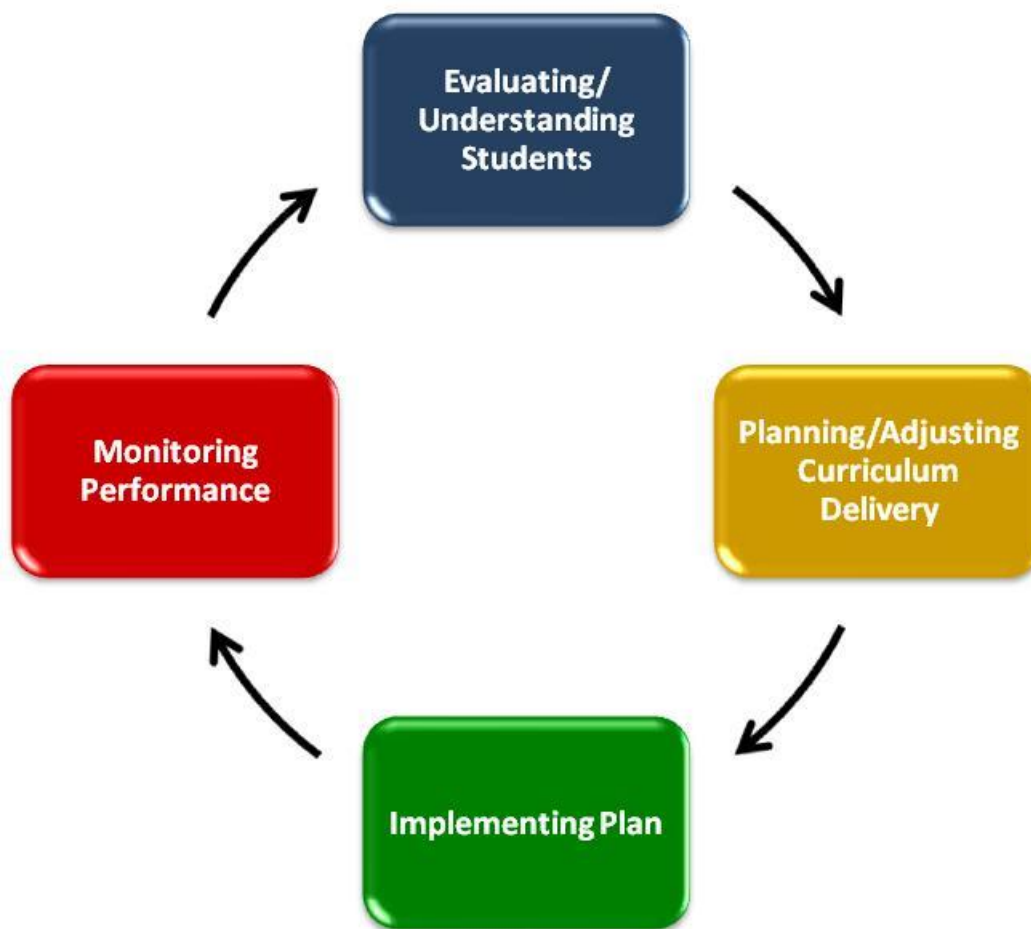 Evaluating/
Understanding
Students
Planning/Adjusting
Curriculum
Delivery
Implementing Plan
Monitoring
Performance